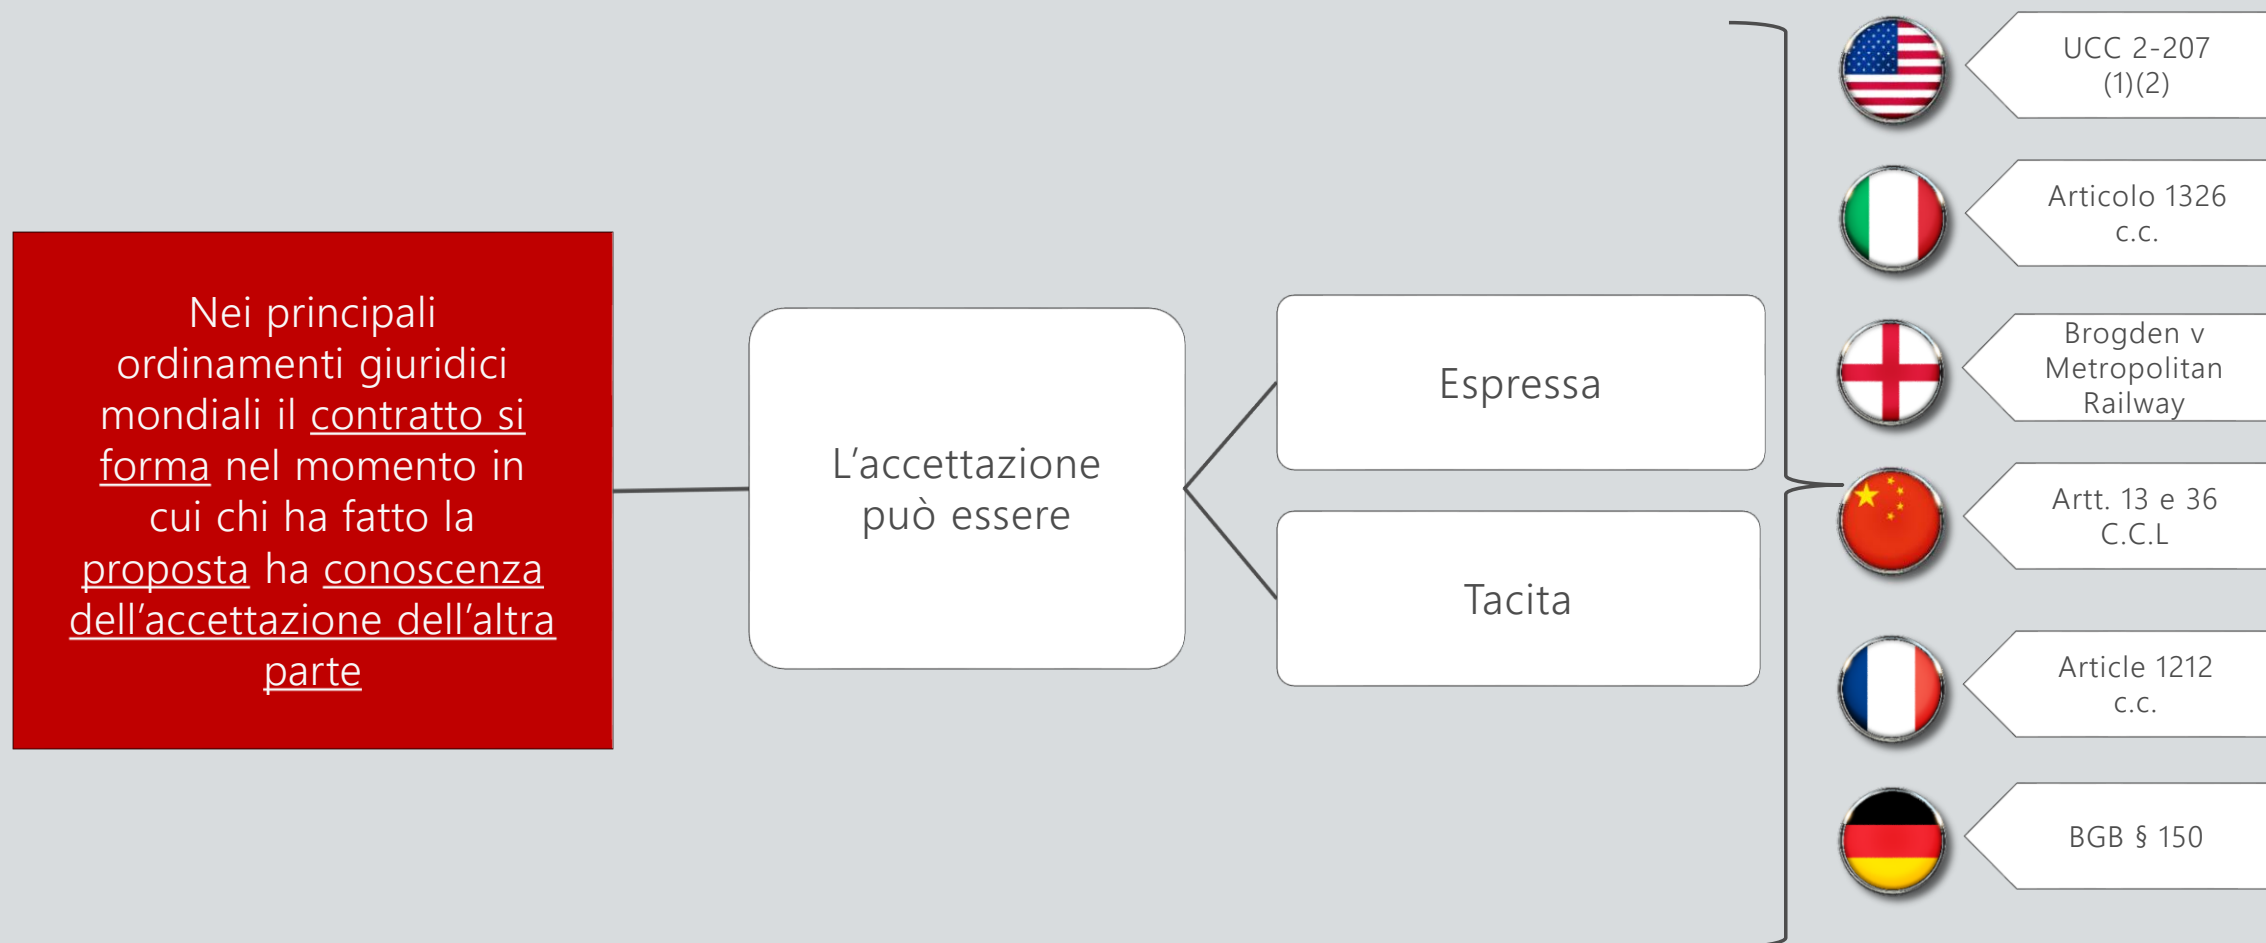 Nei principali
ordinamenti giuridici
mondiali il contratto si
forma nel momento in
cui chi ha fatto la
proposta ha conoscenza
dell’accettazione dell’altra
parte
L’accettazione
può essere
Espressa
Tacita
UCC 2-207
(1)(2)
Articolo 1326
c.c.
Brogden v
Metropolitan
Railway
Artt. 13 e 36
C.C.L
Article 1212
c.c.
BGB § 150